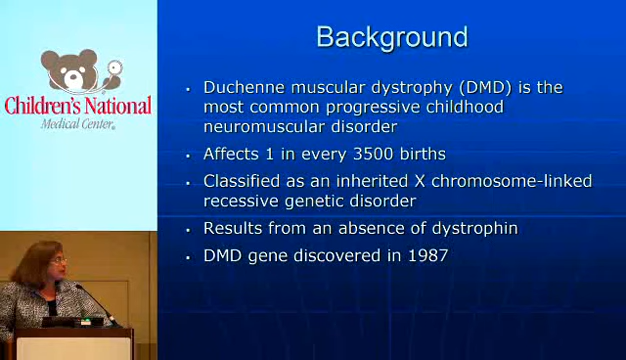 Background
Duchenne muscular dystrophy (DMD) is the
most common progressive childhood
neuromuscular disorder
Affects 1 in every 3500 births
Classified as an inherited X chromosome-linked
recessive genetic disorder
Results from an absence of dystrophin
DMD gene discovered in 1987
Children's National
Medical Center